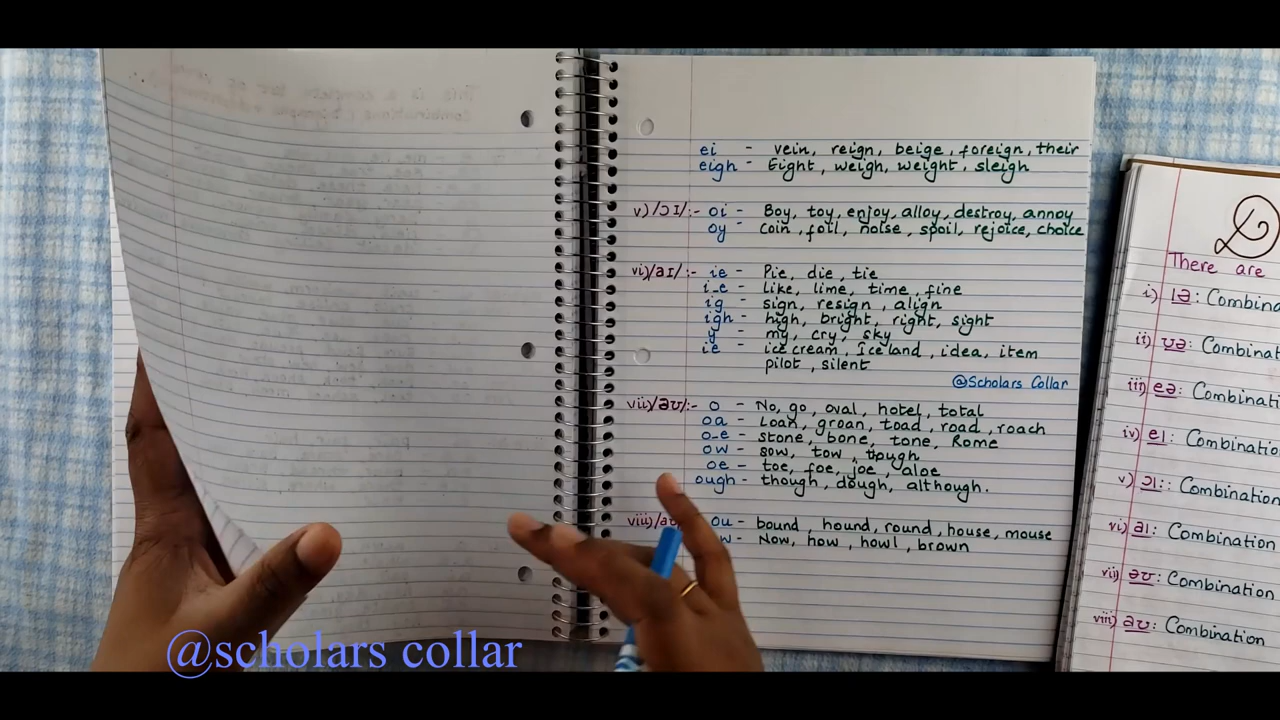 ei - vein, reign, beige, foreign, their
eigh - Eight, weigh, weight, sleigh
v) /ɔɪ/ :- oi - Boy, toy, enjoy, alloy, destroy, annoy
oy - coin, foil, noise, spoil, rejoice, choice
vi) /aɪ/ :- ie - Pie, die, tie
i_e - like, lime, time, fine
ig - sign, resign, align
igh - high, bright, right, sight
y - my, cry, sky
ie - ice cream, Iceland, idea, item
pilot, silent
@Scholars Collar
vii) /əʊ/ :- o - No, go, oval, hotel, total
oa - Loan, groan, toad, road, roach
o_e - stone, bone, tone, Rome
ow - sow, tow,
oe - toe, foe, joe, aloe
ough - though, dough, although.
viii) ou - bound, hound, round, house, mouse
w - Now, how, howl, brown
There are
i) ɪə : Combina
ii) ʊə : Combinat
iii) eə : Combinati
iv) eɪ : Combinatio
v) ɔɪ : Combination
vi) aɪ : Combination
vii) əʊ : Combination
viii) aʊ : Combination
@scholars collar